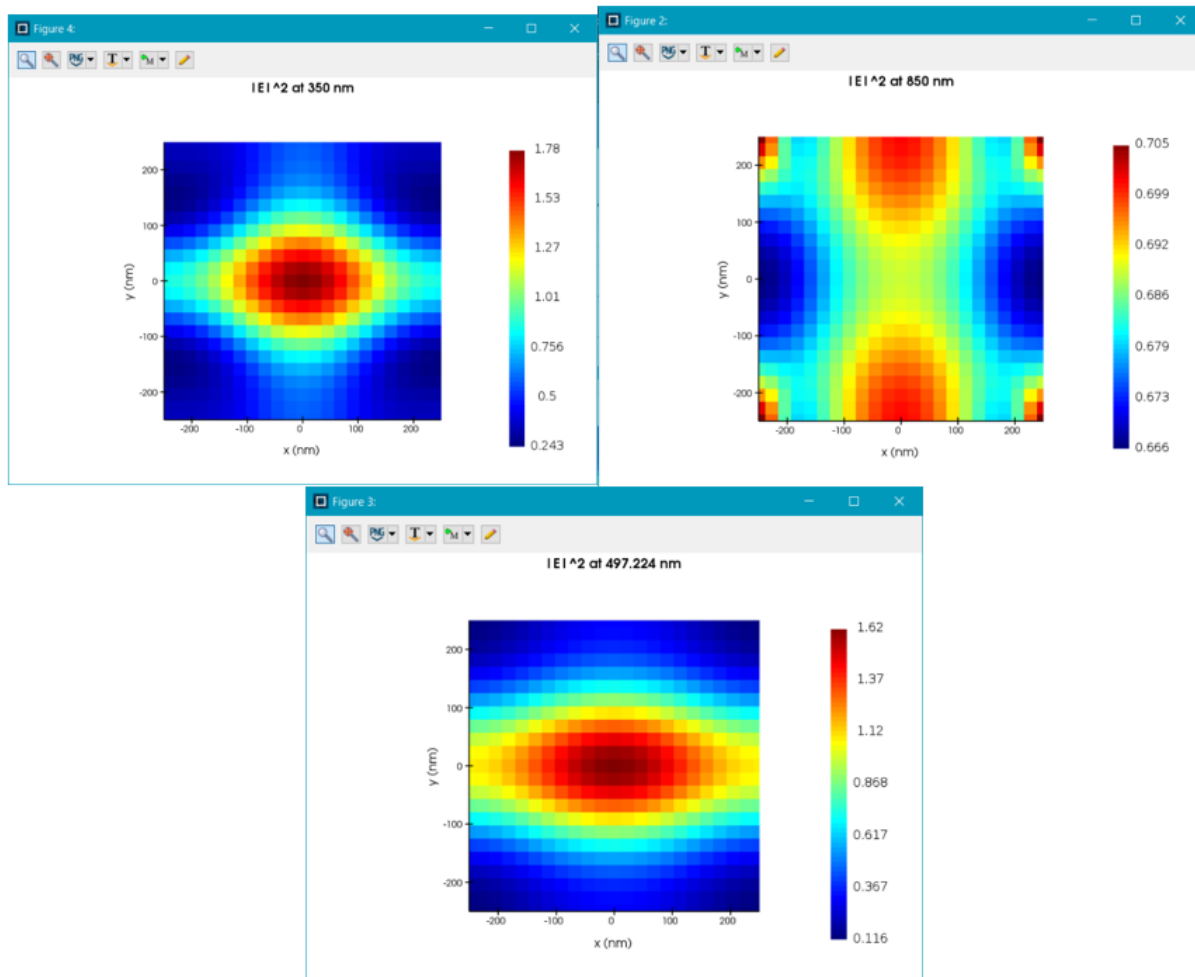 Figure 4:
PNG T M
|E|^2 at 350 nm
1.78
1.53
1.27
1.01
0.756
0.5
0.243
200
100
0
-100
-200
y (nm)
-200 -100 0 100 200
x (nm)
Figure 2:
PNG T M
|E|^2 at 850 nm
0.705
0.699
0.692
0.686
0.679
0.673
0.666
200
100
0
-100
-200
y (nm)
-200 -100 0 100 200
x (nm)
Figure 3:
PNG T M
|E|^2 at 497.224 nm
1.62
1.37
1.12
0.868
0.617
0.367
0.116
200
100
0
-100
-200
y (nm)
-200 -100 0 100 200
x (nm)